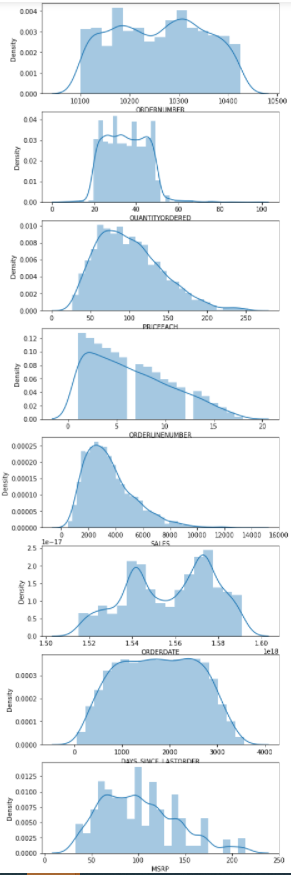 0.004
0.003
0.002
0.001
0.000
Density
10100 10200 10300 10400 10500
ORDERNUMBER
0.04
0.03
0.02
0.01
0.00
Density
0 20 40 60 80 100
QUANTITYORDERED
0.010
0.008
0.006
0.004
0.002
0.000
Density
0 50 100 150 200 250
PRICEEACH
0.12
0.10
0.08
0.06
0.04
0.02
0.00
Density
0 5 10 15 20
ORDERLINENUMBER
0.00025
0.00020
0.00015
0.00010
0.00005
0.00000
Density
0 2000 4000 6000 8000 10000 12000 14000 16000
SALES
1e-17
2.5
2.0
1.5
1.0
0.5
0.0
Density
1.50 1.52 1.54 1.56 1.58 1.60
1e18
ORDERDATE
0.0003
0.0002
0.0001
0.0000
Density
0 1000 2000 3000 4000
DAYS_SINCE_LASTORDER
0.0125
0.0100
0.0075
0.0050
0.0025
0.0000
Density
0 50 100 150 200 250
MSRP